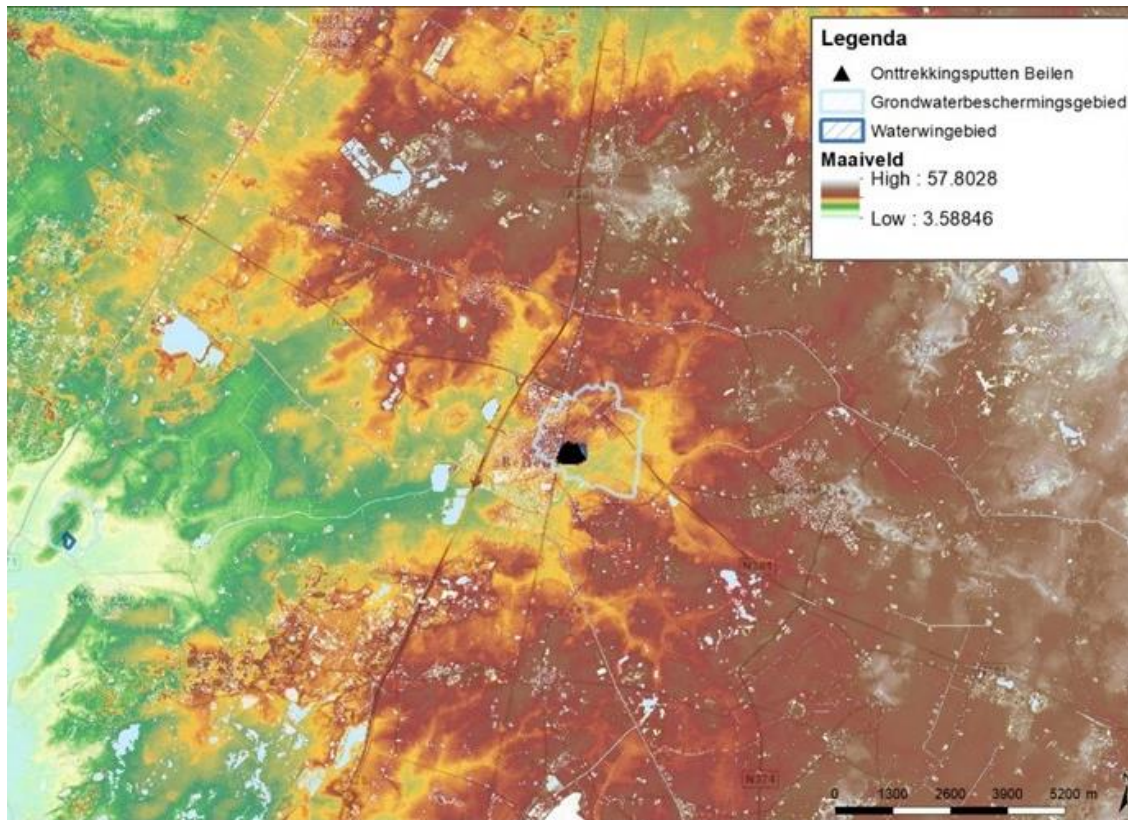 Legenda
Onttrekkingsputten Beilen
Grondwaterbeschermingsgebied
Waterwingebied
Maaiveld
High : 57.8028
Low : 3.58846
N381
N374
0 1300 2600 3900 5200 m